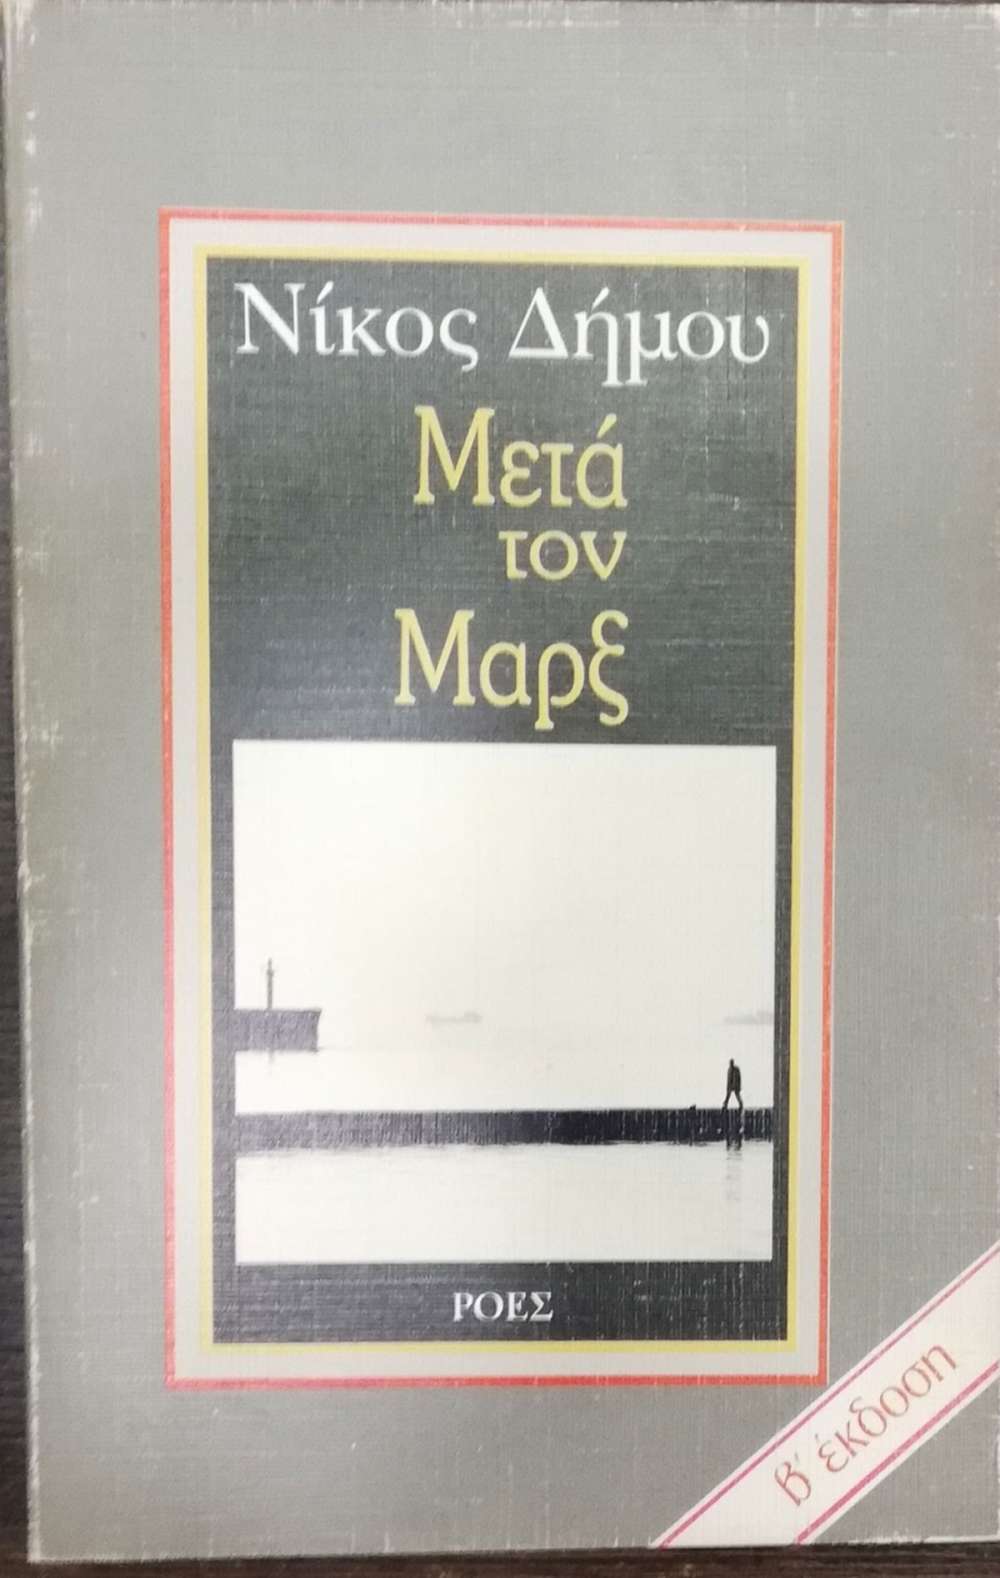 Νίκος Δήμου
Μετά
τον
Μαρξ
ΡΟΕΣ
β' έκδοση